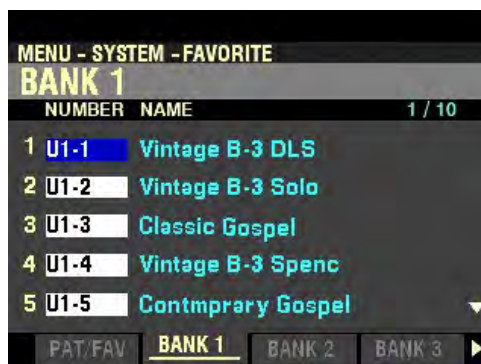 MENU - SYSTEM - FAVORITE
BANK 1
NUMBER NAME 1 / 10
1 U1-1 Vintage B-3 DLS
2 U1-2 Vintage B-3 Solo
3 U1-3 Classic Gospel
4 U1-4 Vintage B-3 Spenc
5 U1-5 Contmprary Gospel
PAT/FAV BANK 1 BANK 2 BANK 3